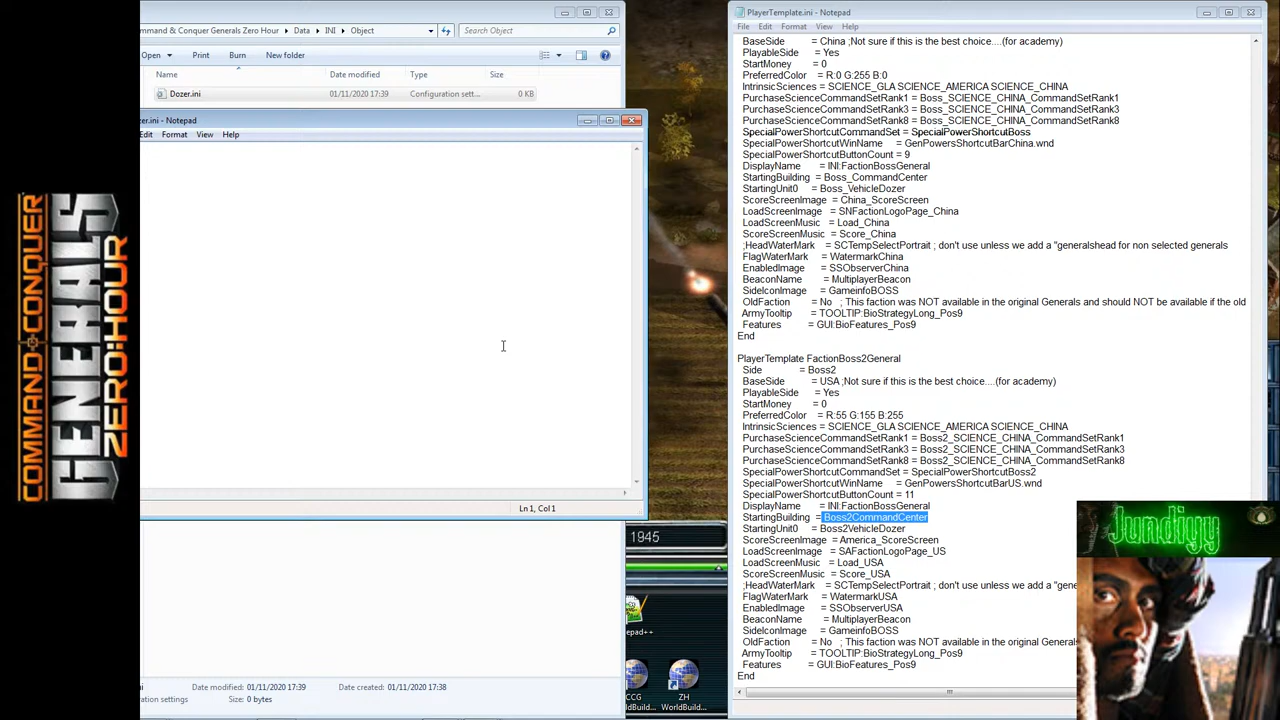 COMMAND & CONQUER
GENERALS
ZERO:HOUR
mmand & Conquer Generals Zero Hour ▸ Data ▸ INI ▸ Object ▸
Search Object
Open
Print
Burn
New folder
Name
Date modified
Type
Size
Dozer.ini
01/11/2020 17:39
Configuration sett...
0 KB
zer.ini - Notepad
Edit Format View Help
Ln 1, Col 1
1945
epad++
CCG
WorldBuild...
ZH
WorldBuild...
ni
Date modified: 01/11/2020 17:39
Date created: 01/11/2020 17:38
ration settings
Size: 0 bytes
PlayerTemplate.ini - Notepad
File Edit Format View Help
BaseSide = China ;Not sure if this is the best choice....(for academy)
PlayableSide = Yes
StartMoney = 0
PreferredColor = R:0 G:255 B:0
IntrinsicSciences = SCIENCE_GLA SCIENCE_AMERICA SCIENCE_CHINA
PurchaseScienceCommandSetRank1 = Boss_SCIENCE_CHINA_CommandSetRank1
PurchaseScienceCommandSetRank3 = Boss_SCIENCE_CHINA_CommandSetRank3
PurchaseScienceCommandSetRank8 = Boss_SCIENCE_CHINA_CommandSetRank8
SpecialPowerShortcutCommandSet = SpecialPowerShortcutBoss
SpecialPowerShortcutWinName = GenPowersShortcutBarChina.wnd
SpecialPowerShortcutButtonCount = 9
DisplayName = INI:FactionBossGeneral
StartingBuilding = Boss_CommandCenter
StartingUnit0 = Boss_VehicleDozer
ScoreScreenImage = China_ScoreScreen
LoadScreenImage = SNFactionLogoPage_China
LoadScreenMusic = Load_China
ScoreScreenMusic = Score_China
;HeadWaterMark = SCTempSelectPortrait ; don't use unless we add a "generalshead for non selected generals
FlagWaterMark = WatermarkChina
EnabledImage = SSObserverChina
BeaconName = MultiplayerBeacon
SideIconImage = GameinfoBOSS
OldFaction = No ; This faction was NOT available in the original Generals and should NOT be available if the old
ArmyTooltip = TOOLTIP:BioStrategyLong_Pos9
Features = GUI:BioFeatures_Pos9
End
PlayerTemplate FactionBoss2General
Side = Boss2
BaseSide = USA ;Not sure if this is the best choice....(for academy)
PlayableSide = Yes
StartMoney = 0
PreferredColor = R:55 G:155 B:255
IntrinsicSciences = SCIENCE_GLA SCIENCE_AMERICA SCIENCE_CHINA
PurchaseScienceCommandSetRank1 = Boss2_SCIENCE_CHINA_CommandSetRank1
PurchaseScienceCommandSetRank3 = Boss2_SCIENCE_CHINA_CommandSetRank3
PurchaseScienceCommandSetRank8 = Boss2_SCIENCE_CHINA_CommandSetRank8
SpecialPowerShortcutCommandSet = SpecialPowerShortcutBoss2
SpecialPowerShortcutWinName = GenPowersShortcutBarUS.wnd
SpecialPowerShortcutButtonCount = 11
DisplayName = INI:FactionBossGeneral
StartingBuilding = Boss2CommandCenter
StartingUnit0 = Boss2VehicleDozer
ScoreScreenImage = America_ScoreScreen
LoadScreenImage = SAFactionLogoPage_US
LoadScreenMusic = Load_USA
ScoreScreenMusic = Score_USA
;HeadWaterMark = SCTempSelectPortrait ; don't use unless we add a "gene
FlagWaterMark = WatermarkUSA
EnabledImage = SSObserverUSA
BeaconName = MultiplayerBeacon
SideIconImage = GameinfoBOSS
OldFaction = No ; This faction was NOT available in the original Generals
ArmyTooltip = TOOLTIP:BioStrategyLong_Pos9
Features = GUI:BioFeatures_Pos9
End
Jundiyy